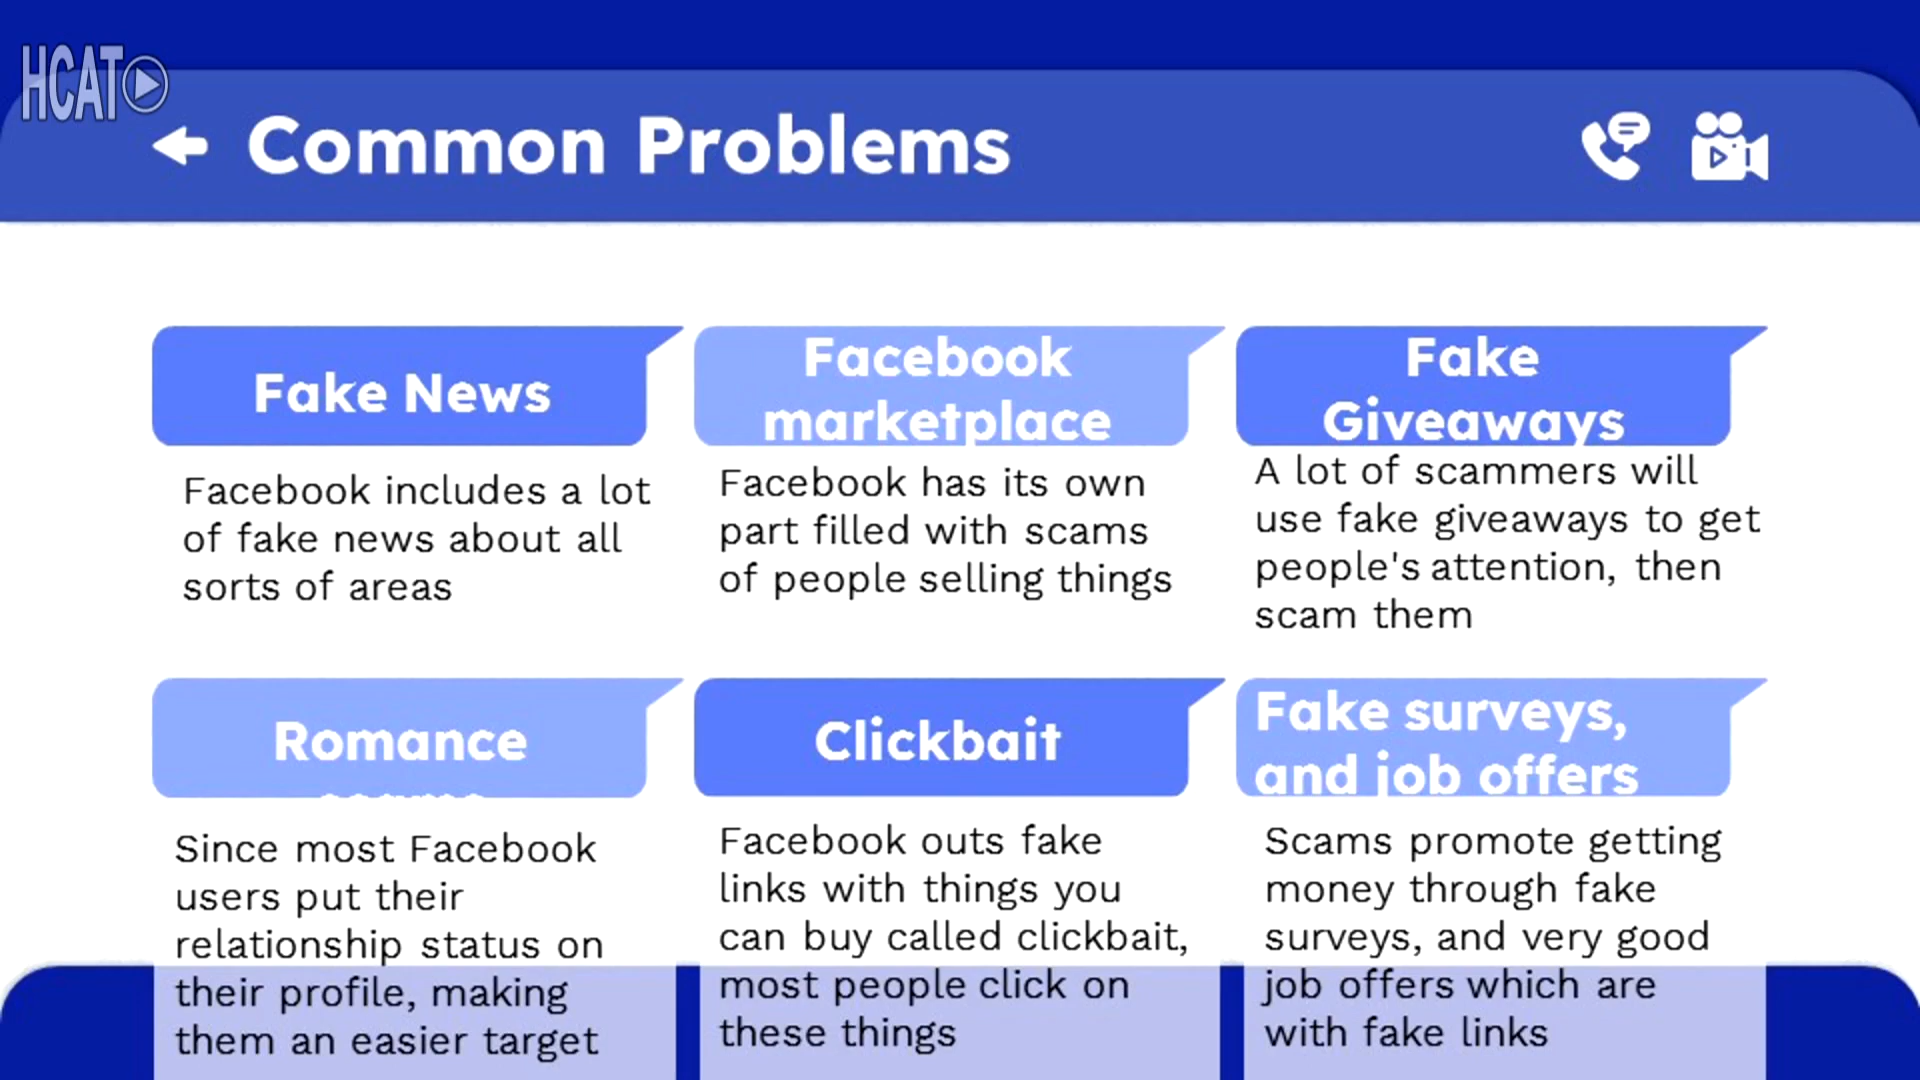 HCAT
Common Problems
Fake News
Facebook includes a lot
of fake news about all
sorts of areas
Facebook
marketplace
Facebook has its own
part filled with scams
of people selling things
Fake
Giveaways
A lot of scammers will
use fake giveaways to get
people's attention, then
scam them
Romance
Since most Facebook
users put their
relationship status on
their profile, making
them an easier target
Clickbait
Facebook outs fake
links with things you
can buy called clickbait,
most people click on
these things
Fake surveys,
and job offers
Scams promote getting
money through fake
surveys, and very good
job offers which are
with fake links